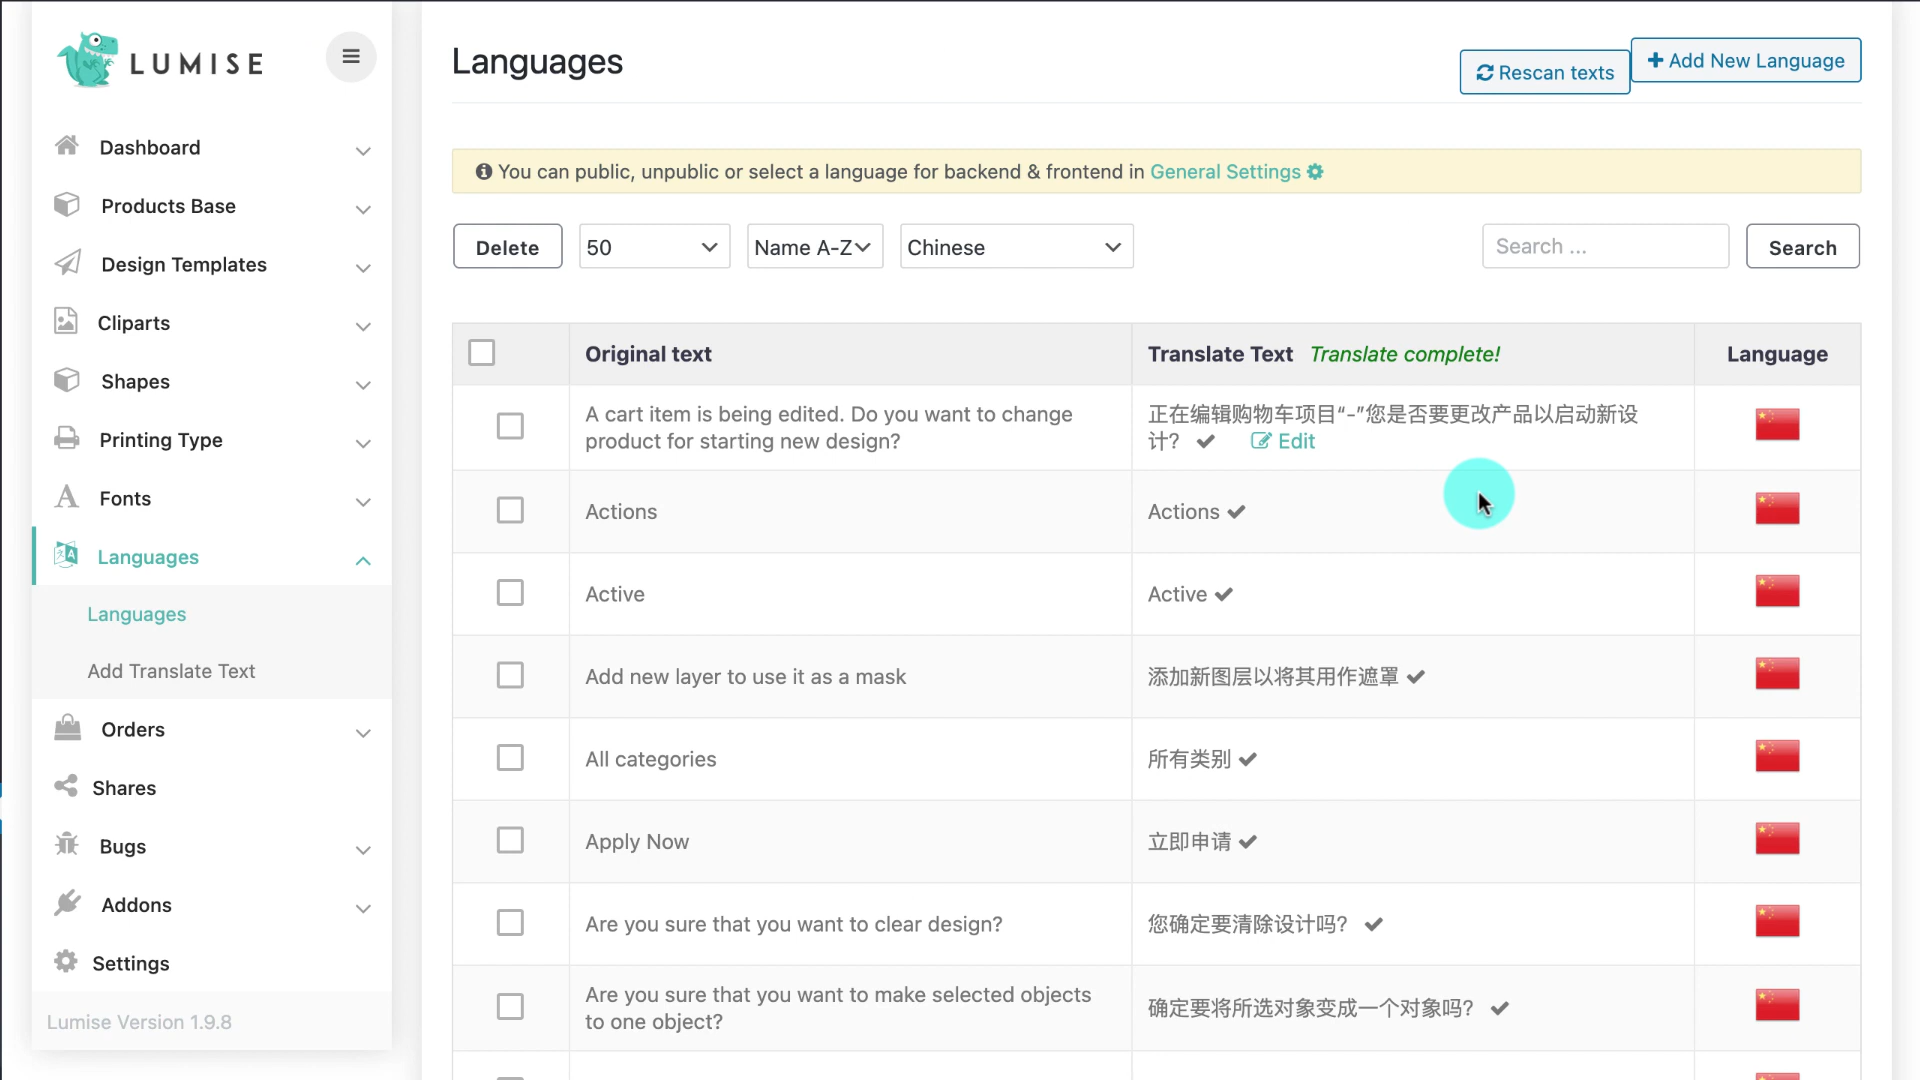 LUMISE
Dashboard
Products Base
Design Templates
Cliparts
Shapes
Printing Type
Fonts
Languages
Languages
Add Translate Text
Orders
Shares
Bugs
Addons
Settings
Lumise Version 1.9.8
Languages
Rescan texts
Add New Language
You can public, unpublic or select a language for backend & frontend in General Settings
Delete
50
Name A-Z
Chinese
Search ...
Search
Original text
Translate Text Translate complete!
Language
A cart item is being edited. Do you want to change
product for starting new design?
正在编辑购物车项目“-”您是否要更改产品以启动新设
计? Edit
Actions
Actions
Active
Active
Add new layer to use it as a mask
添加新图层以将其用作遮罩
All categories
所有类别
Apply Now
立即申请
Are you sure that you want to clear design?
您确定要清除设计吗?
Are you sure that you want to make selected objects
to one object?
确定要将所选对象变成一个对象吗?